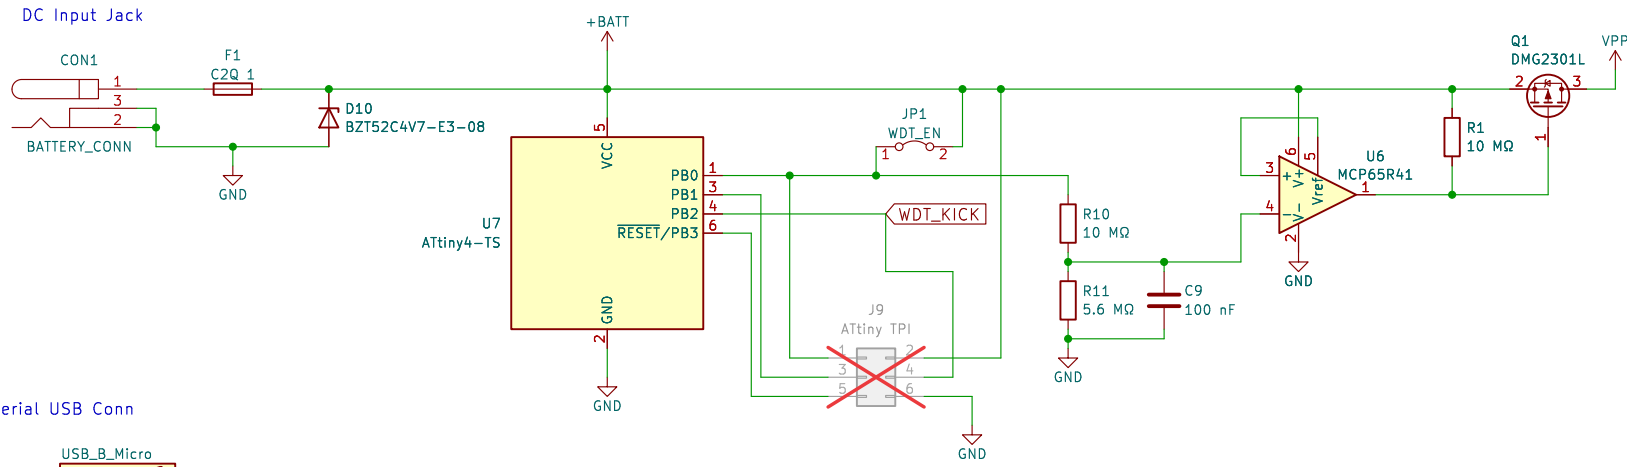 DC Input Jack
CON1
1
3
2
BATTERY_CONN
F1
C2Q 1
D10
BZT52C4V7-E3-08
GND
+BATT
5
VCC
U7
ATtiny4-TS
PB0
1
PB1
3
PB2
4
RESET/PB3
6
GND
2
GND
JP1
WDT_EN
1
2
WDT_KICK
J9
ATtiny TPI
1
2
3
4
5
6
GND
R10
10 MΩ
R11
5.6 MΩ
C9
100 nF
GND
3
+
4
-
6
V+
5
Vref
V-
2
1
U6
MCP65R41
GND
R1
10 MΩ
Q1
DMG2301L
2
3
1
VPP
erial USB Conn
USB_B_Micro